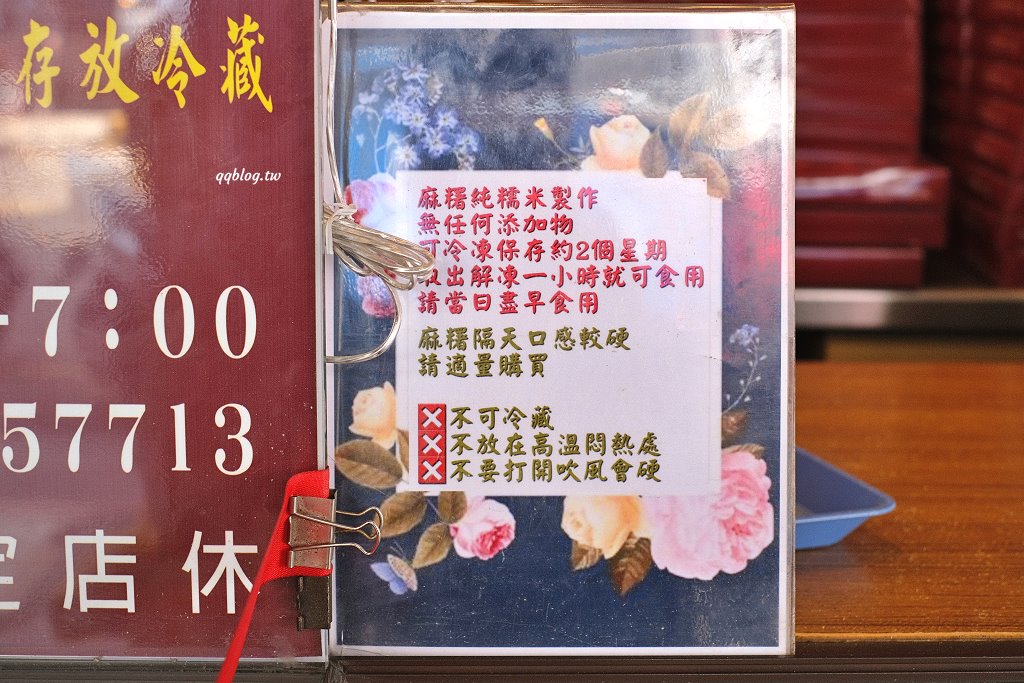 存放冷藏
qqblog.tw
7:00
57713
店休
麻糬純糯米製作
無任何添加物
可冷凍保存約2個星期
取出解凍一小時就可食用
請當日盡早食用
麻糬隔天口感較硬
請適量購買
❌不可冷藏
❌不放在高溫悶熱處
❌不要打開吹風會硬